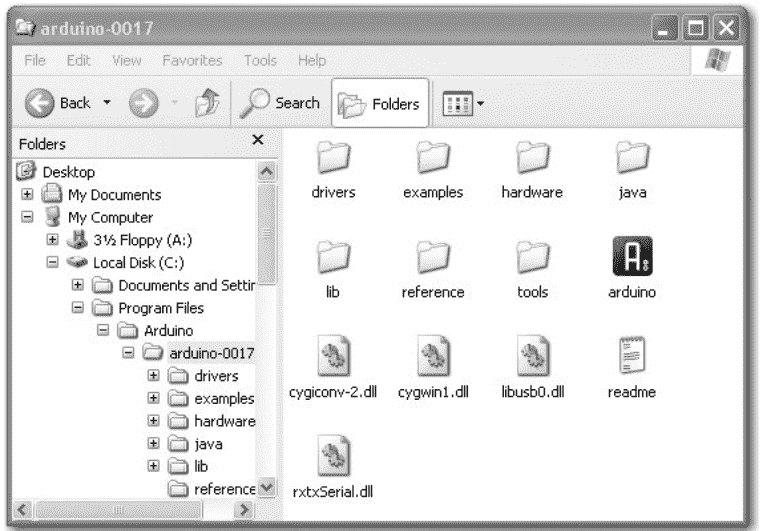 arduino-0017
File Edit View Favorites Tools Help
Back Search Folders
Folders
Desktop
My Documents
My Computer
3½ Floppy (A:)
Local Disk (C:)
Documents and Settir
Program Files
Arduino
arduino-0017
drivers
examples
hardware
java
lib
reference
drivers examples hardware java
A:
lib reference tools arduino
cygiconv-2.dll cygwin1.dll libusb0.dll readme
rxtxSerial.dll